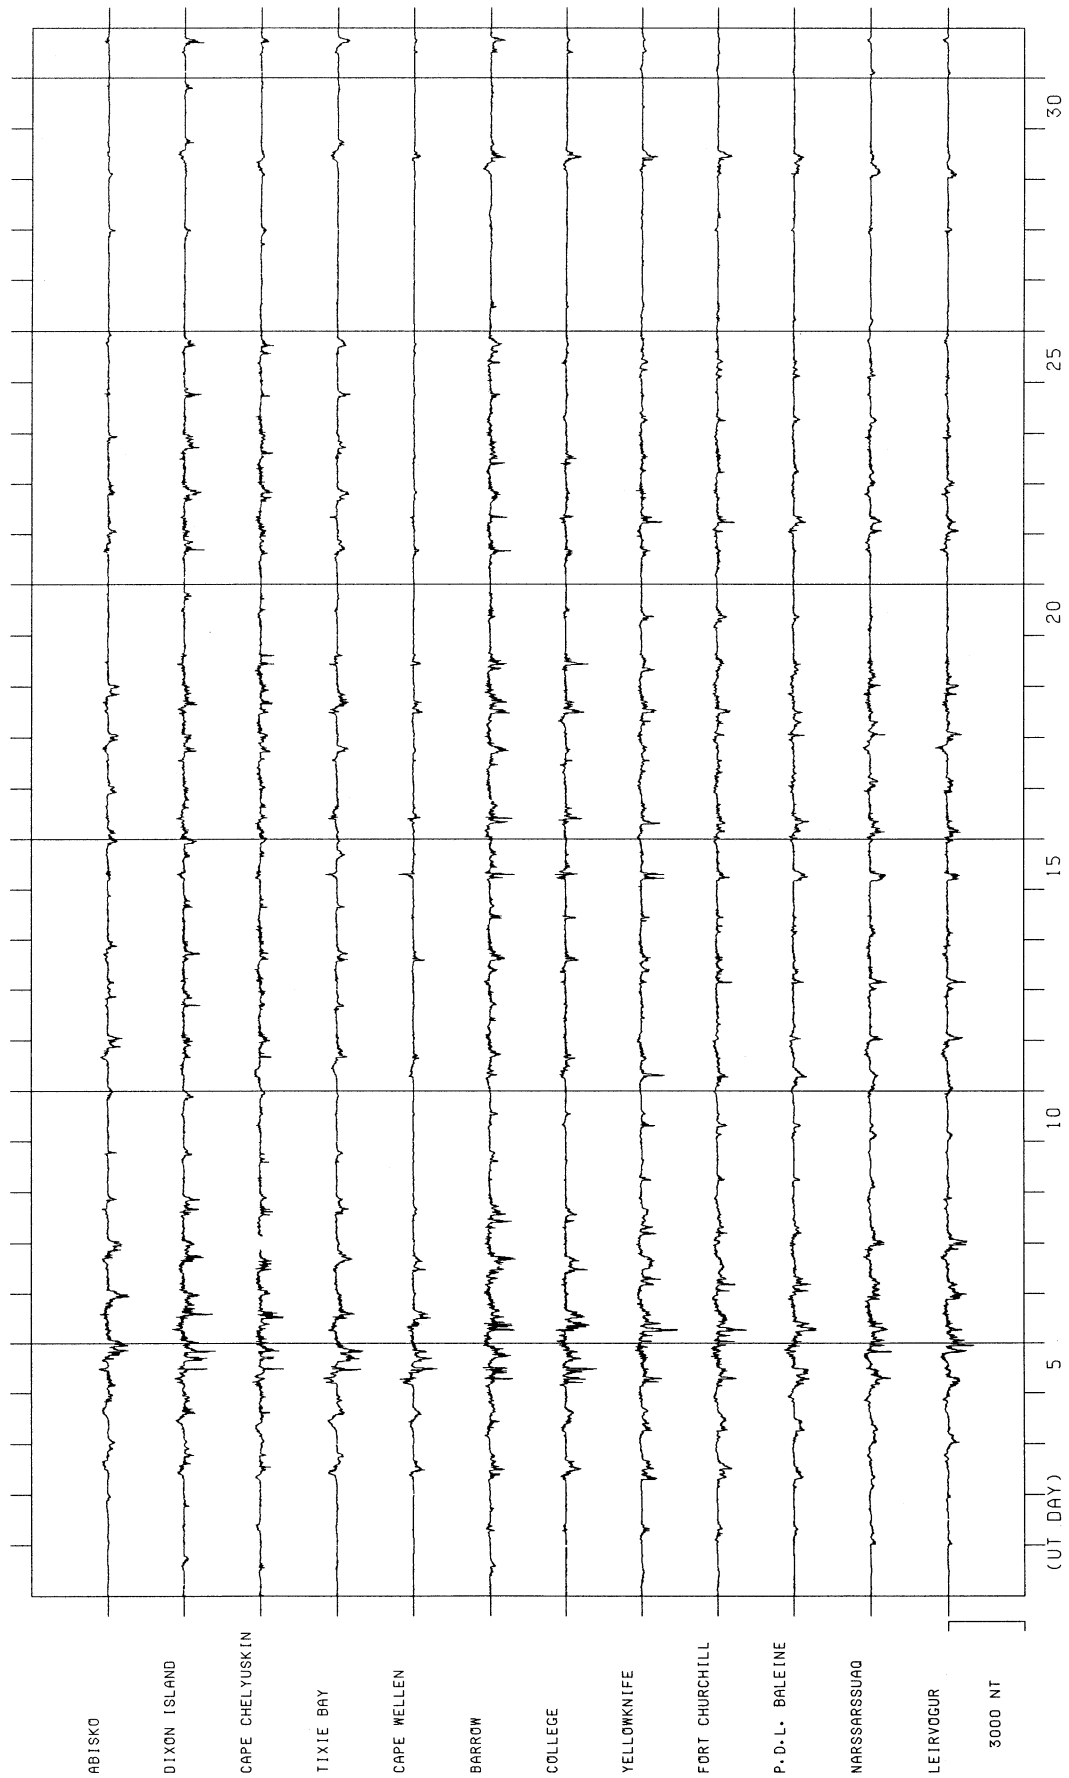 ABISKO
DIXON ISLAND
CAPE CHELYUSKIN
TIXIE BAY
CAPE WELLEN
BARROW
COLLEGE
YELLOWKNIFE
FORT CHURCHILL
P.D.L. BALEINE
NARSSARSSUAQ
LEIRVOGUR
3000 NT
(UT DAY) 5 10 15 20 25 30